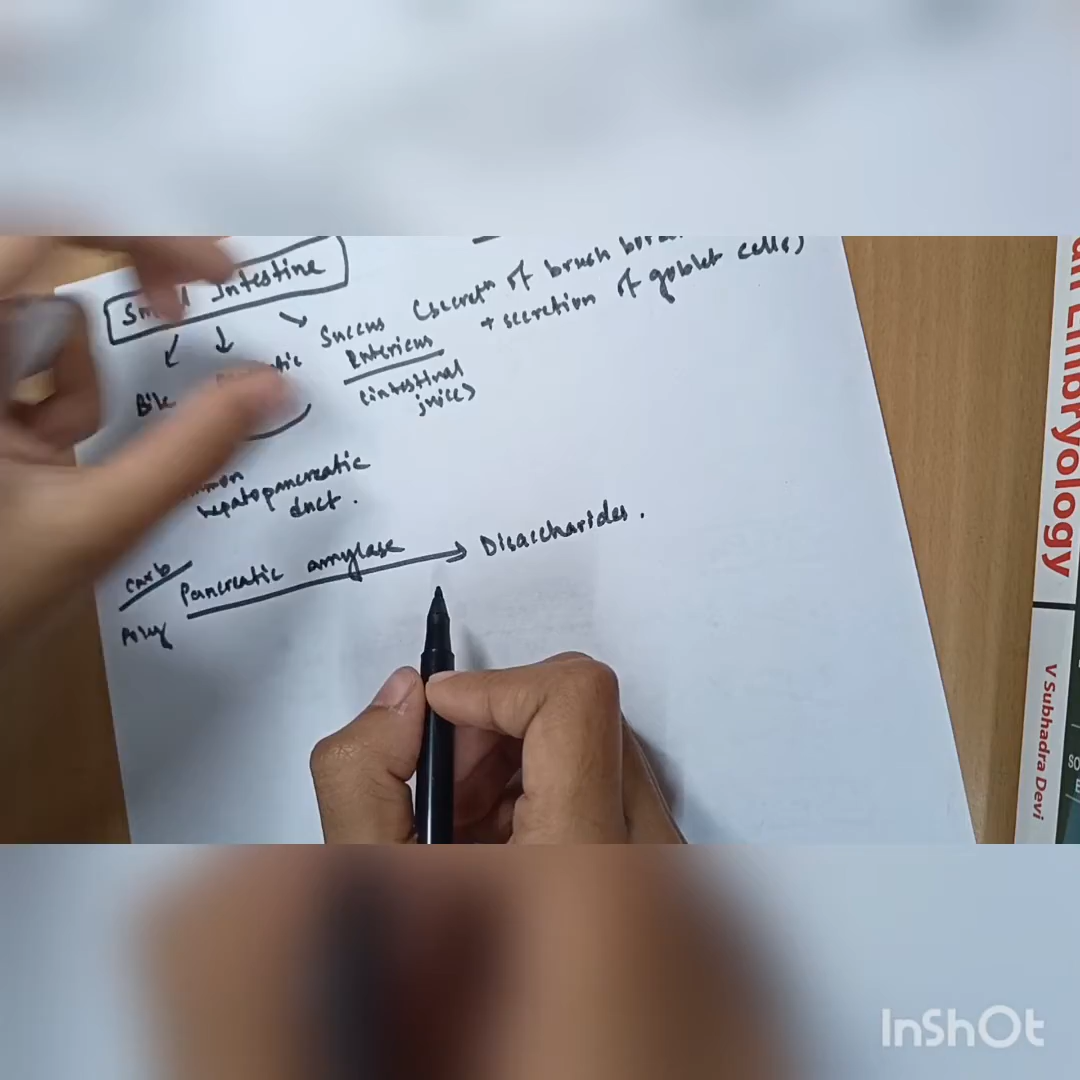 Small Intestine
Bile
Succus (secretn of brush
Entericus + secretion of goblet cells)
(intestinal
juice)
hepatopancreatic
duct.
Carb
Pancreatic amylase → Disaccharides.
Poly
Embryology
V Subhadra Devi
InShOt